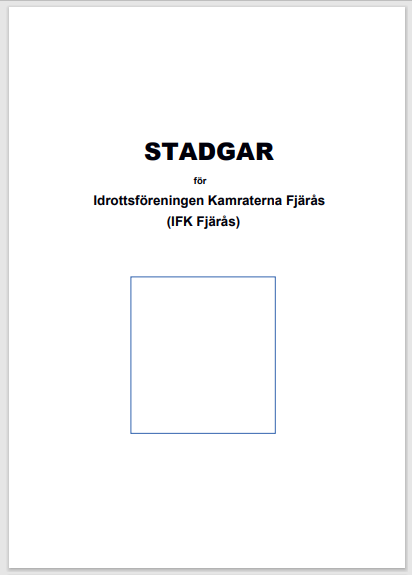 STADGAR
för
Idrottsföreningen Kamraterna Fjärås
(IFK Fjärås)